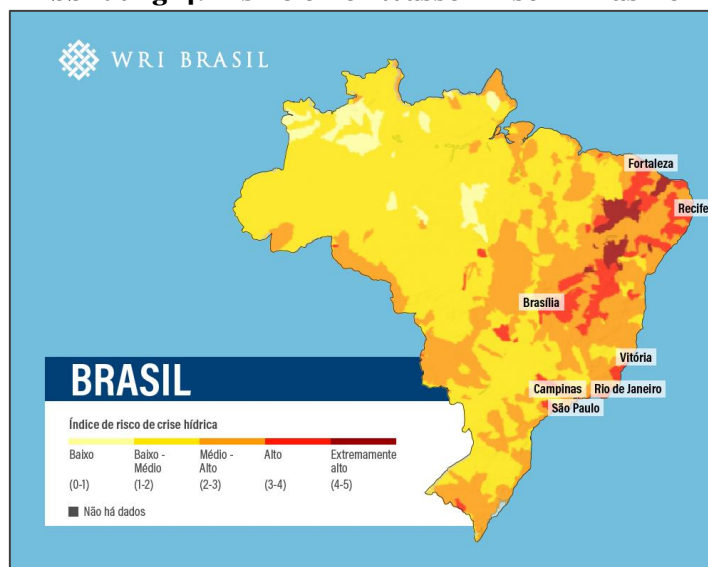 WRI BRASIL
Fortaleza
Recife
Brasília
Vitória
Campinas
Rio de Janeiro
São Paulo
BRASIL
Índice de risco de crise hídrica
Baixo
Baixo - Médio
Médio - Alto
Alto
Extremamente alto
(0-1)
(1-2)
(2-3)
(3-4)
(4-5)
Não há dados